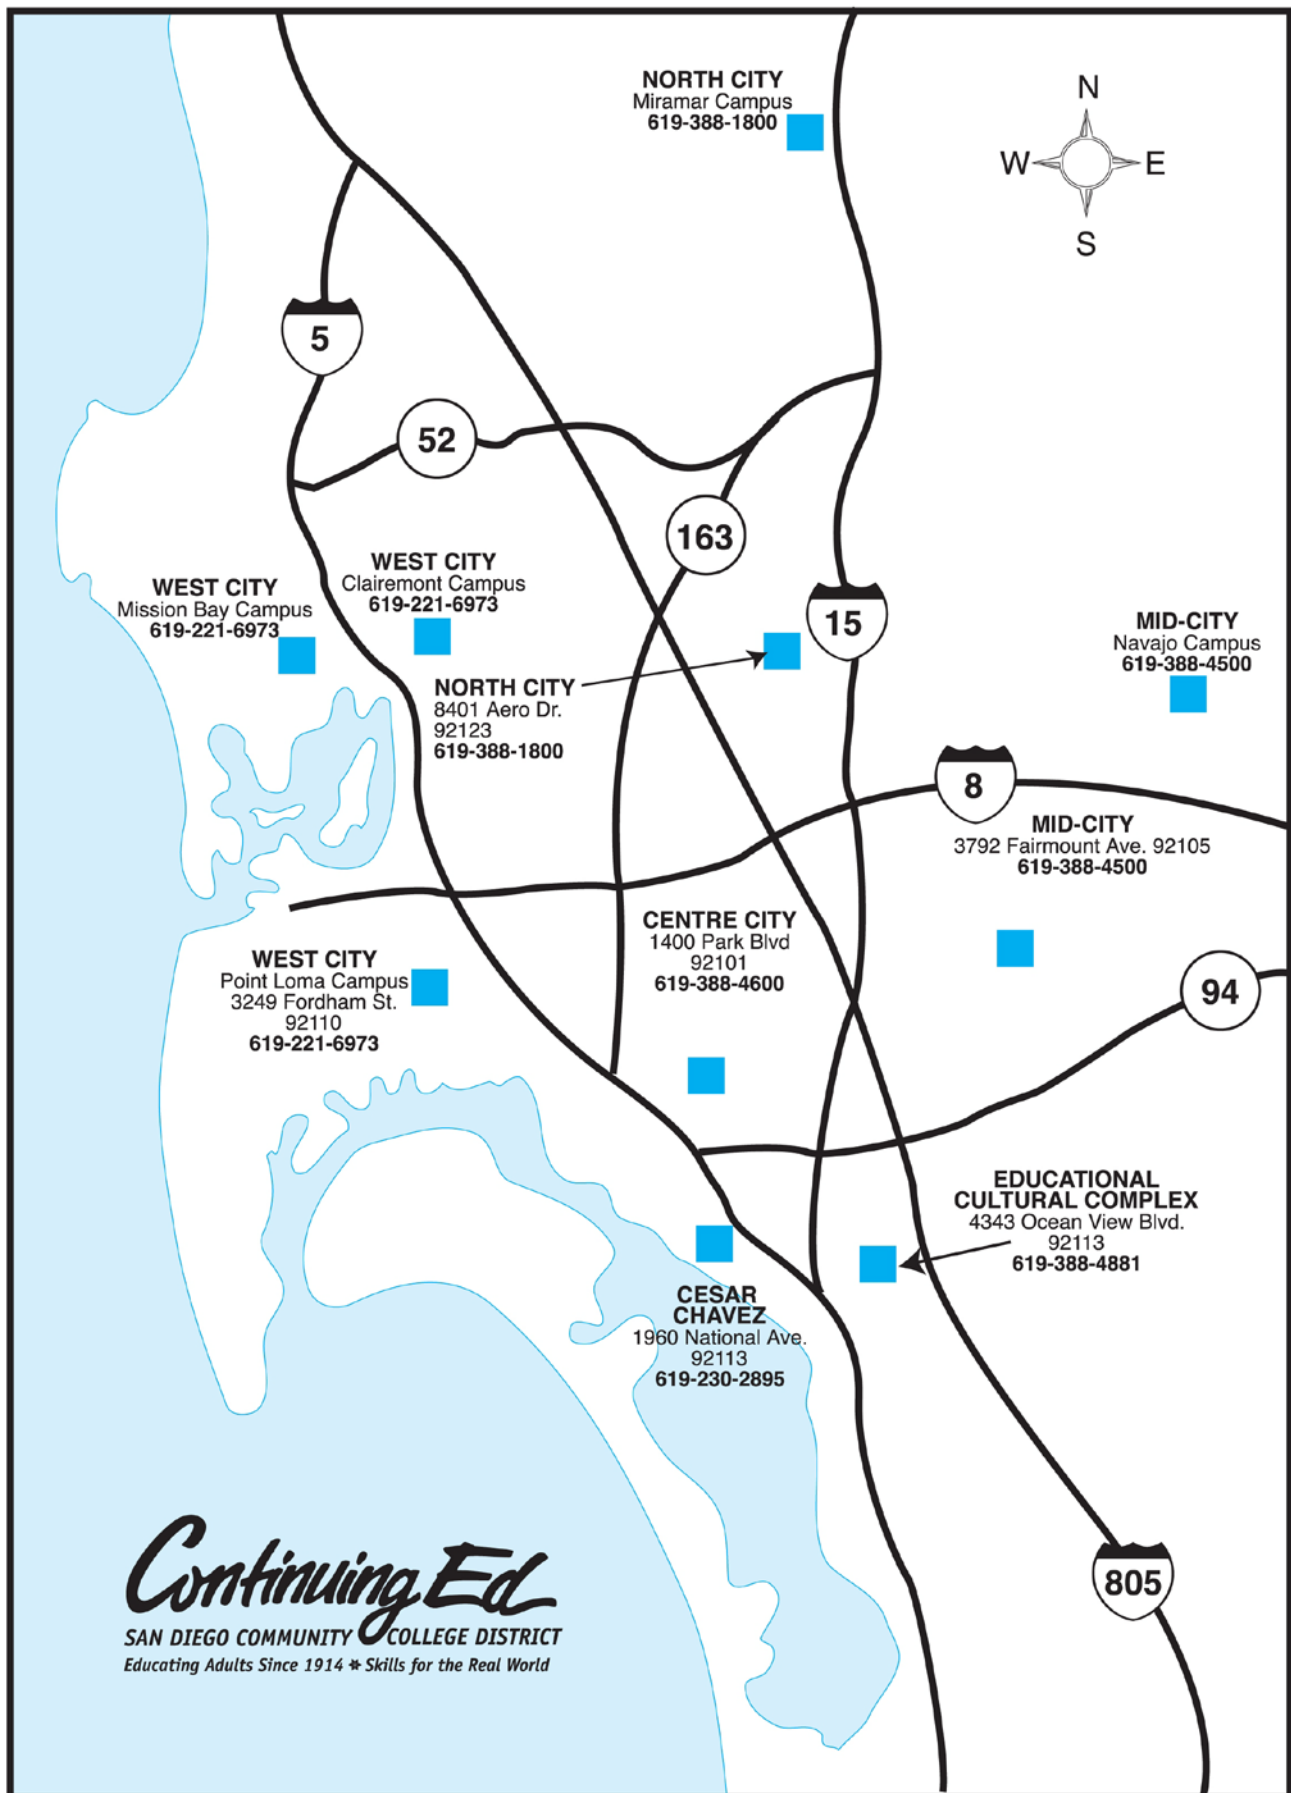 NORTH CITY
Miramar Campus
619-388-1800
N
W
E
S
5
52
163
WEST CITY
Clairemont Campus
619-221-6973
WEST CITY
Mission Bay Campus
619-221-6973
15
MID-CITY
Navajo Campus
619-388-4500
NORTH CITY
8401 Aero Dr.
92123
619-388-1800
8
MID-CITY
3792 Fairmount Ave. 92105
619-388-4500
CENTRE CITY
1400 Park Blvd
92101
619-388-4600
WEST CITY
Point Loma Campus
3249 Fordham St.
92110
619-221-6973
94
EDUCATIONAL
CULTURAL COMPLEX
4343 Ocean View Blvd.
92113
619-388-4881
CESAR
CHAVEZ
1960 National Ave.
92113
619-230-2895
805
Continuing Ed
SAN DIEGO COMMUNITY COLLEGE DISTRICT
Educating Adults Since 1914 * Skills for the Real World